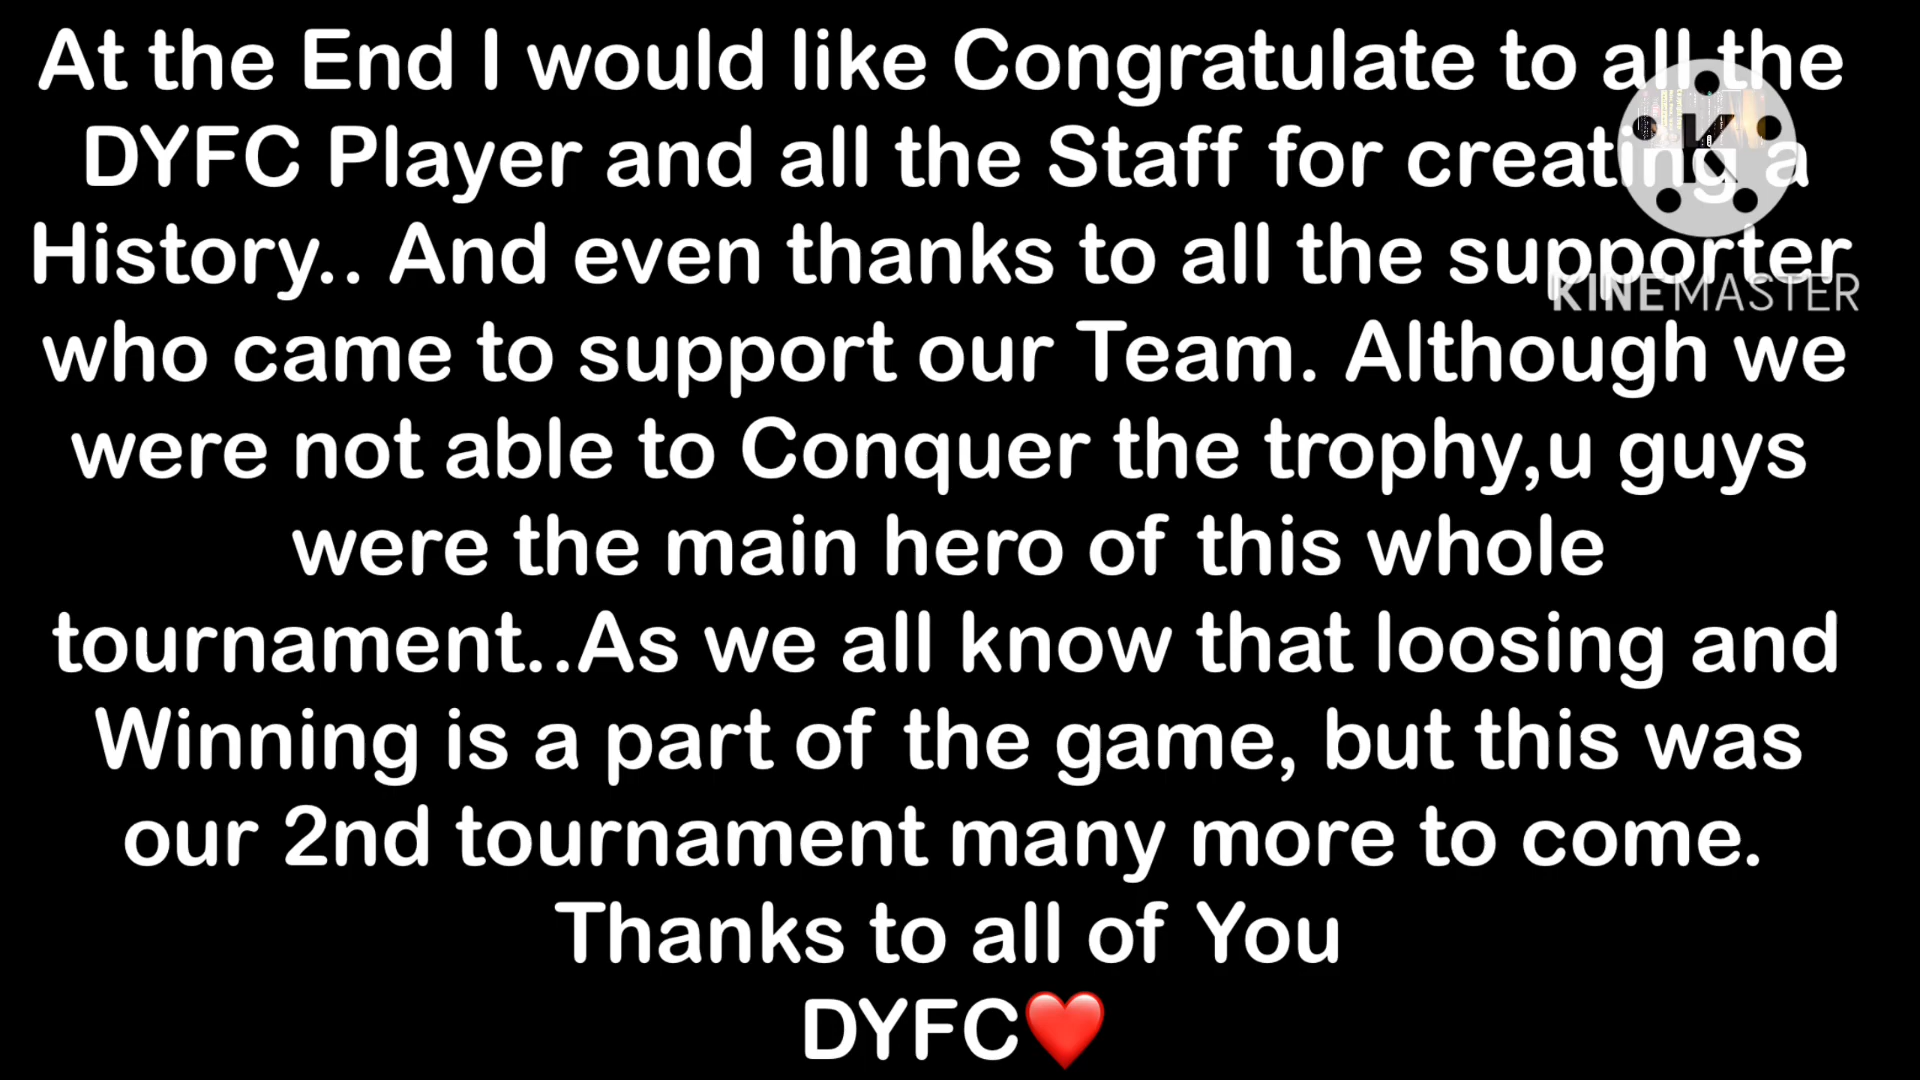 At the End I would like Congratulate to all the
DYFC Player and all the Staff for creating a
History.. And even thanks to all the supporter
who came to support our Team. Although we
were not able to Conquer the trophy,u guys
were the main hero of this whole
tournament..As we all know that loosing and
Winning is a part of the game, but this was
our 2nd tournament many more to come.
Thanks to all of You
DYFC❤️
K
KINEMASTER